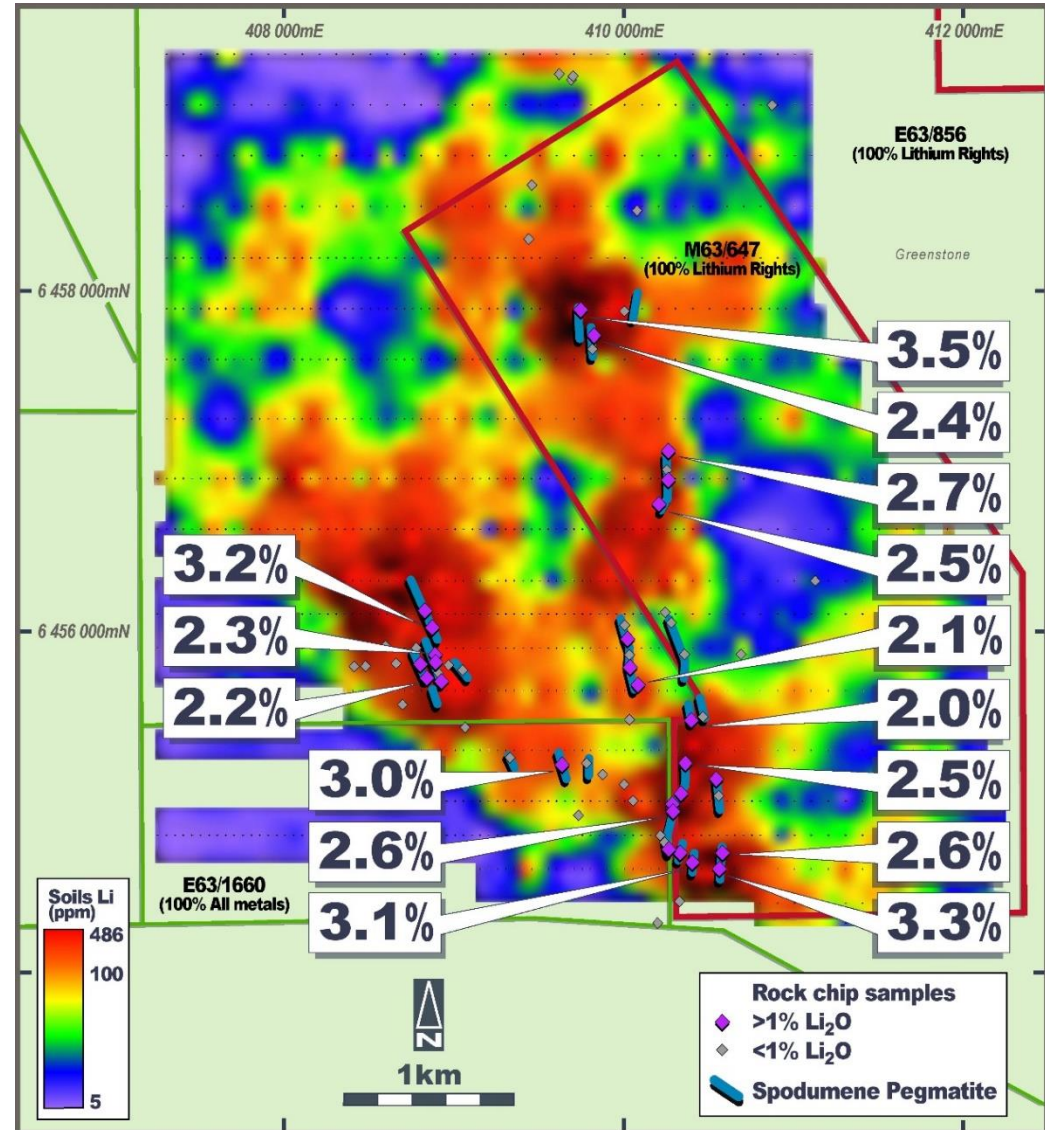 408 000mE
410 000mE
412 000mE
E63/856
(100% Lithium Rights)
M63/647
(100% Lithium Rights)
Greenstone
6 458 000mN
3.5%
2.4%
2.7%
2.5%
3.2%
6 456 000mN
2.3%
2.1%
2.2%
2.0%
3.0%
2.5%
2.6%
2.6%
3.1%
3.3%
E63/1660
(100% All metals)
Soils Li
(ppm)
486
100
5
N
1km
Rock chip samples
>1% Li₂O
<1% Li₂O
Spodumene Pegmatite